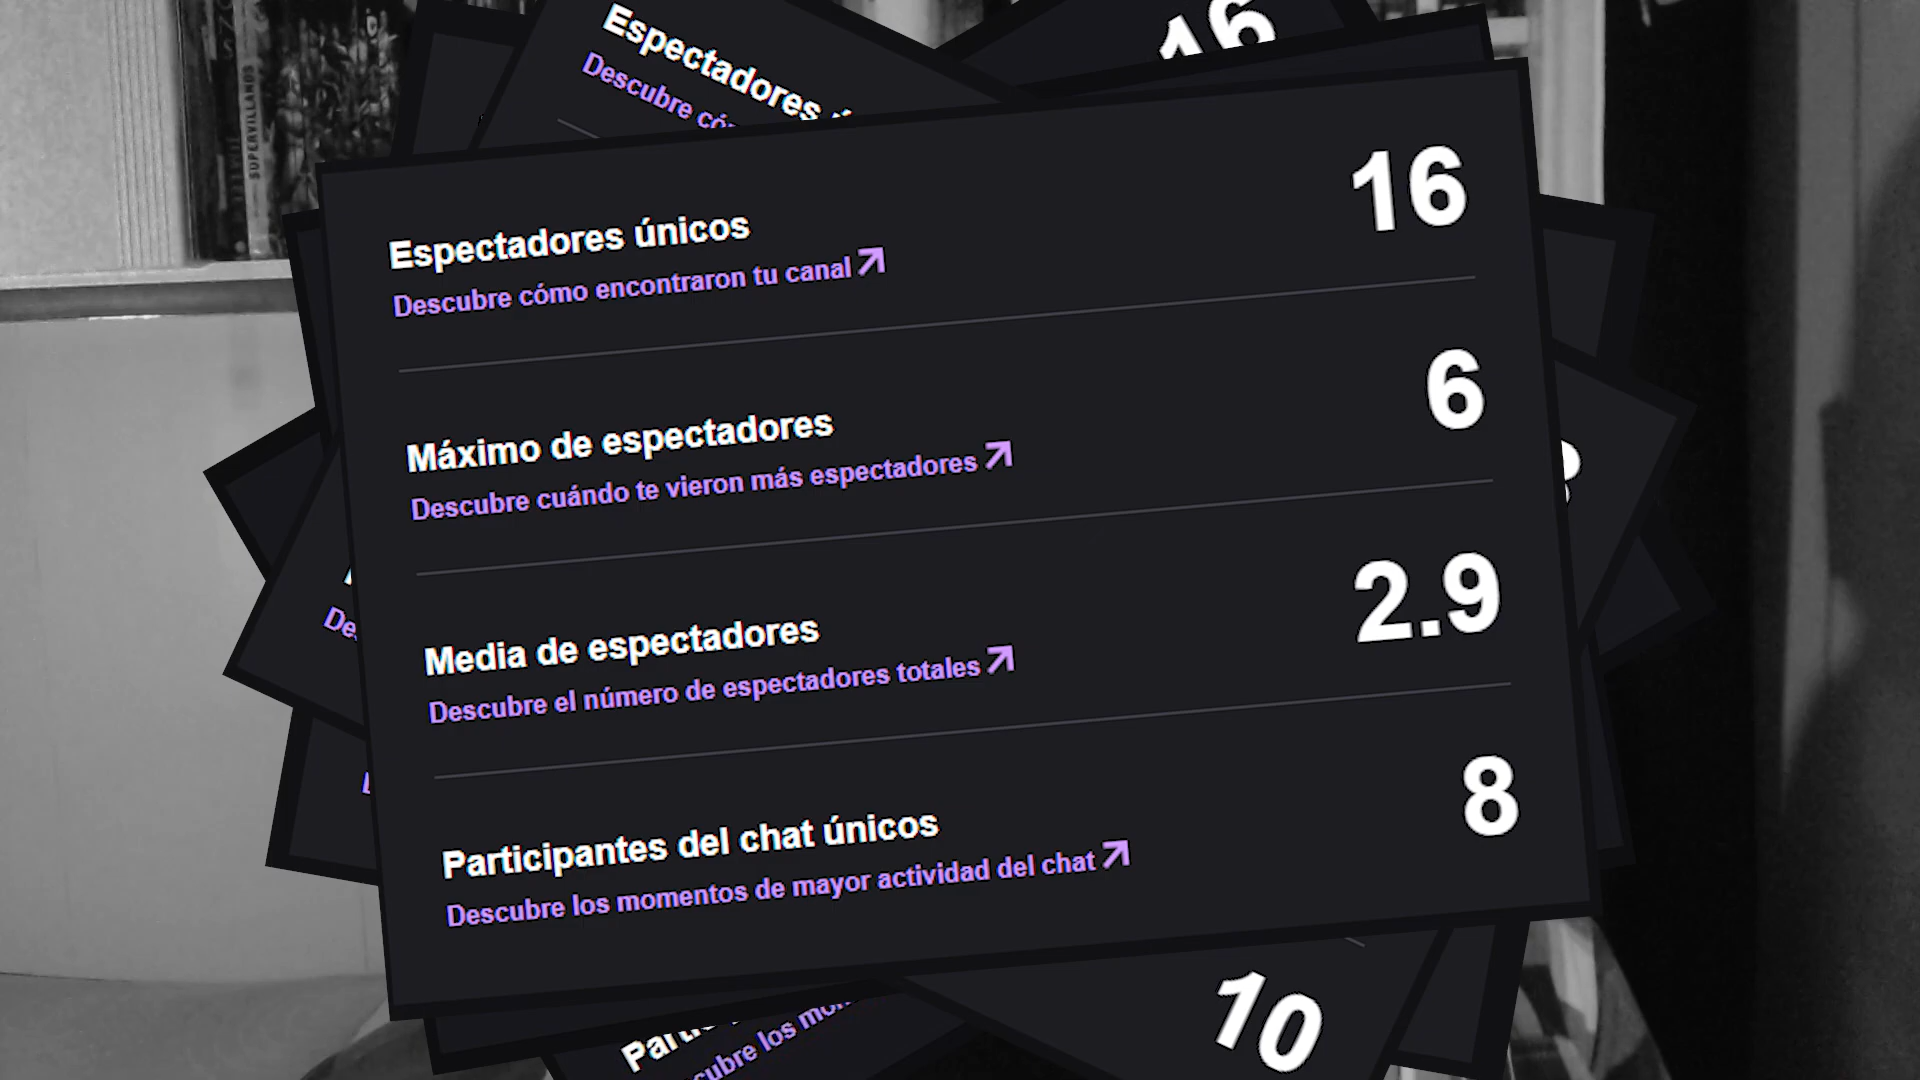 SUPERVILLANOS
Espectadores
Descubre
16
Espectadores únicos
16
Descubre cómo encontraron tu canal
Máximo de espectadores
6
Descubre cuándo te vieron más espectadores
Media de espectadores
2.9
Descubre el número de espectadores totales
Participantes del chat únicos
8
Descubre los momentos de mayor actividad del chat
10